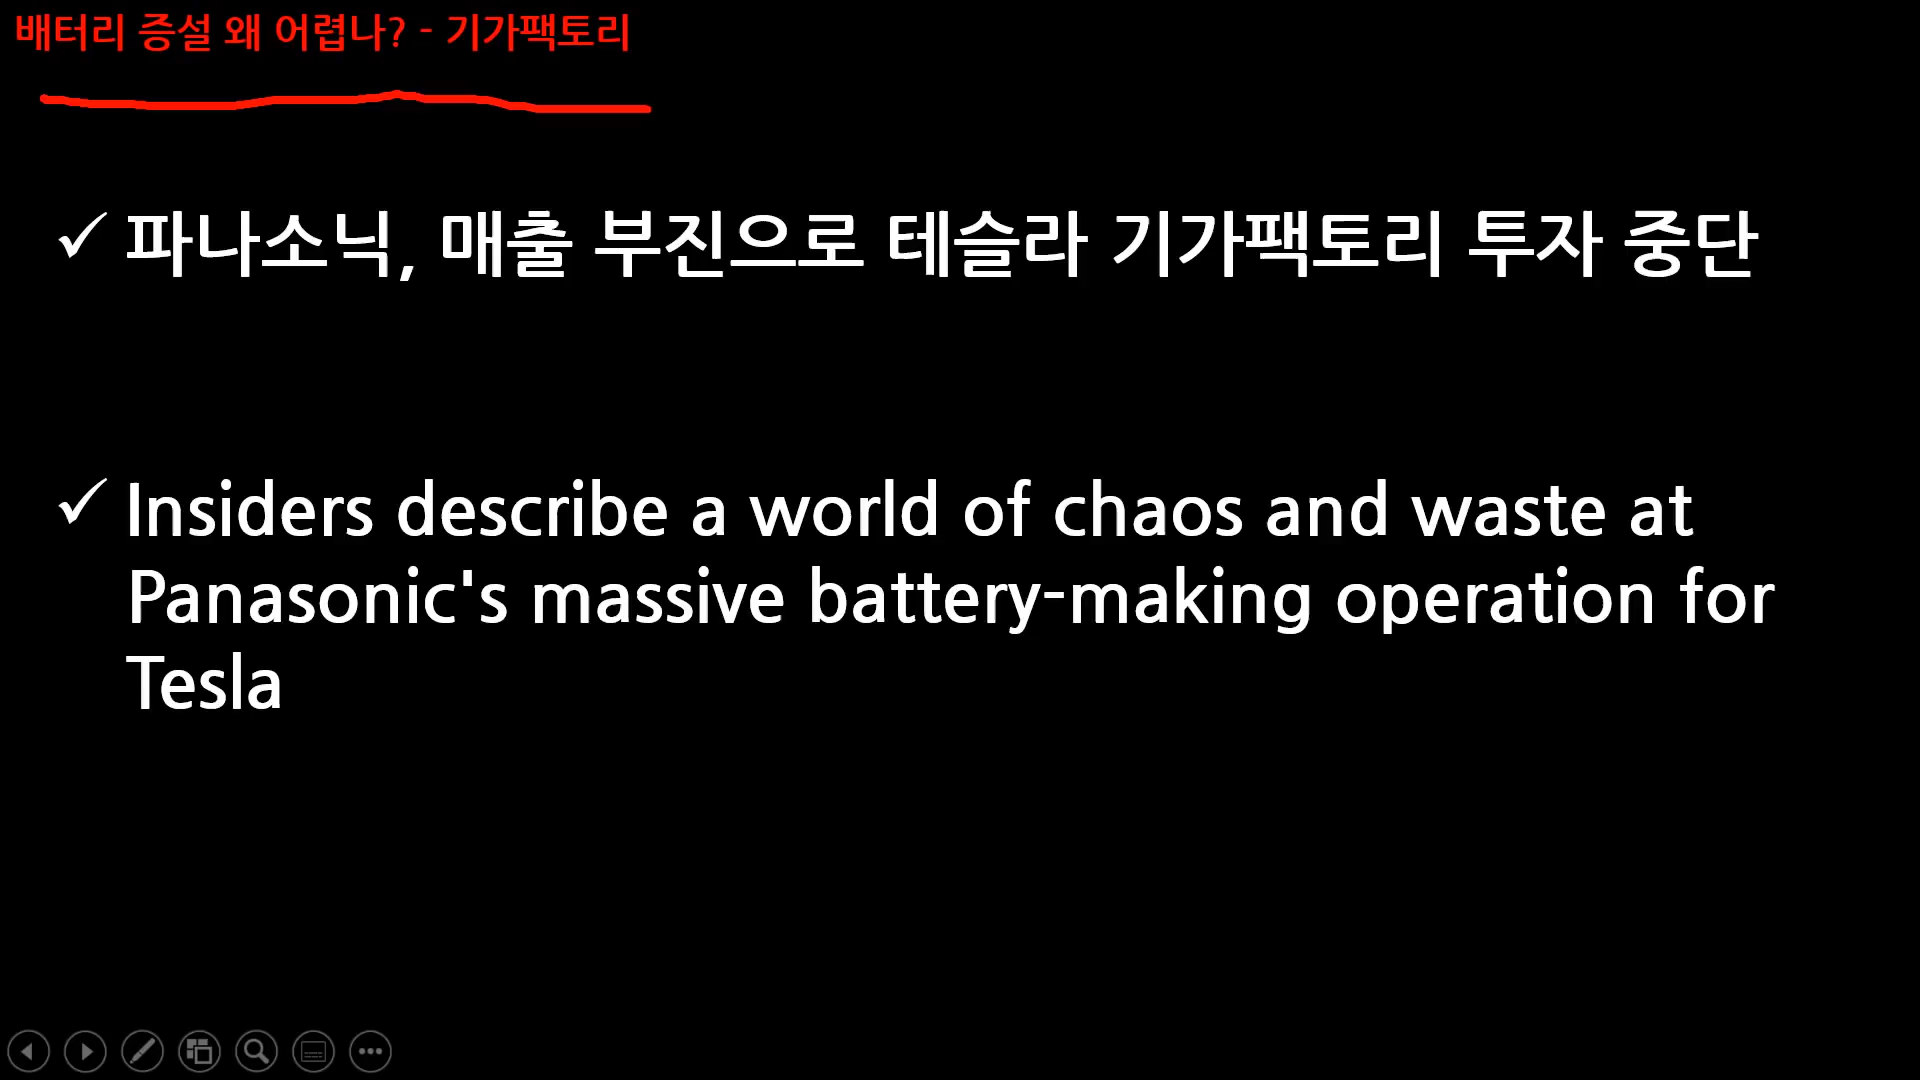 배터리 증설 왜 어렵나? - 기가팩토리
✓ 파나소닉, 매출 부진으로 테슬라 기가팩토리 투자 중단
✓ Insiders describe a world of chaos and waste at
Panasonic's massive battery-making operation for
Tesla